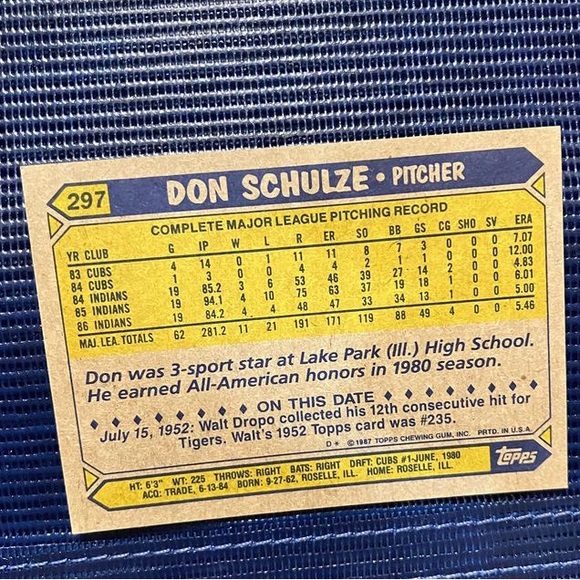 297 DON SCHULZE • PITCHER
COMPLETE MAJOR LEAGUE PITCHING RECORD
YR CLUB G IP W L R ER SO BB GS CG SHO SV ERA
83 CUBS 4 14 0 1 11 11 8 7 3 0 0 0 7.07
84 CUBS 1 3 0 0 4 4 2 1 1 0 0 0 12.00
84 INDIANS 19 85.2 3 6 53 46 39 27 14 2 0 0 4.83
85 INDIANS 19 94.1 4 10 75 63 37 19 18 1 0 0 6.01
86 INDIANS 19 84.2 4 4 48 47 33 34 13 1 0 0 5.00
MAJ. LEA. TOTALS 62 281.2 11 21 191 171 119 88 49 4 0 0 5.46
Don was 3-sport star at Lake Park (Ill.) High School.
He earned All-American honors in 1980 season.
ON THIS DATE
July 15, 1952: Walt Dropo collected his 12th consecutive hit for
Tigers. Walt's 1952 Topps card was #235.
D* © 1987 TOPPS CHEWING GUM, INC. PRTD. IN U.S.A.
topps
HT: 6'3" WT: 225 THROWS: RIGHT BATS: RIGHT DRFT: CUBS #1-JUNE, 1980
ACQ: TRADE, 6-13-84 BORN: 9-27-62, ROSELLE, ILL. HOME: ROSELLE, ILL.